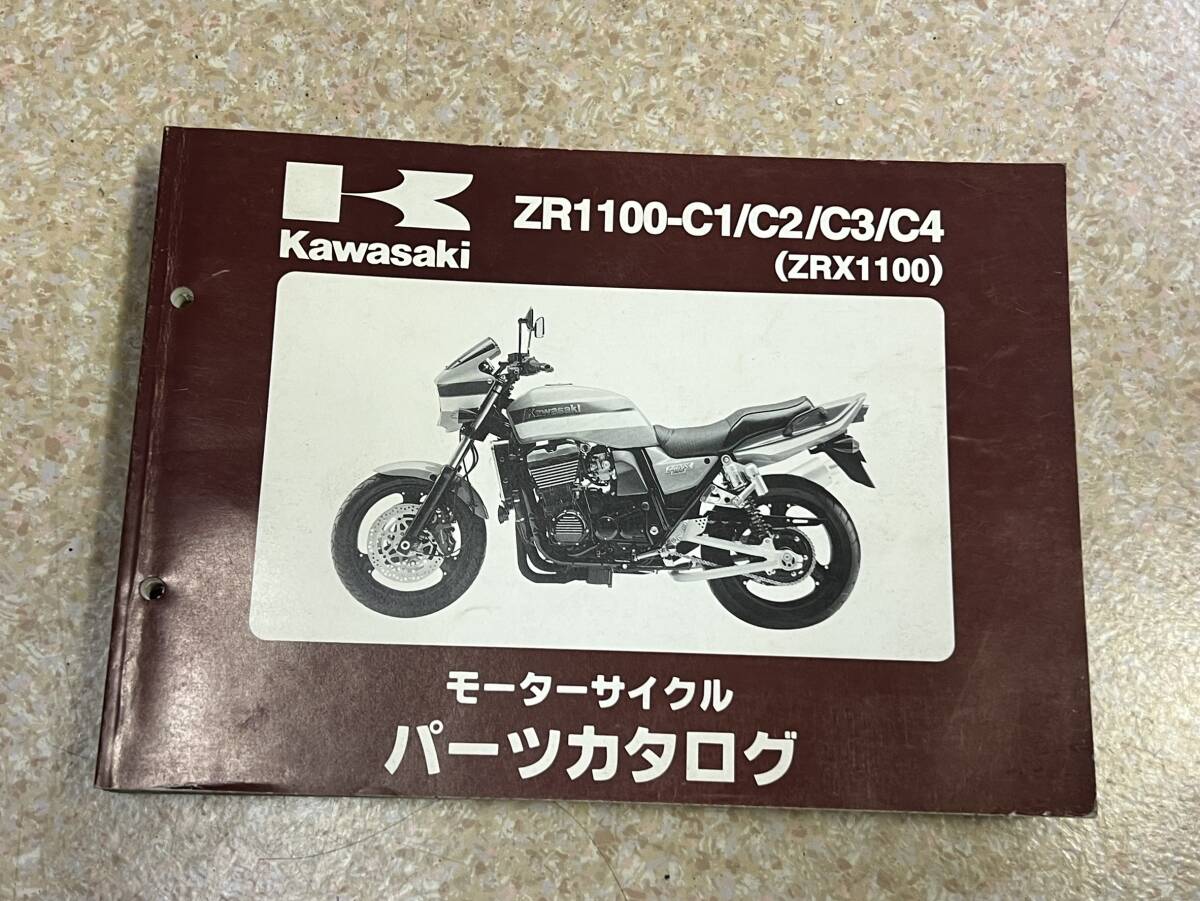 Kawasaki
ZR1100-C1/C2/C3/C4
(ZRX1100)
Kawasaki
モーターサイクル
パーツカタログ